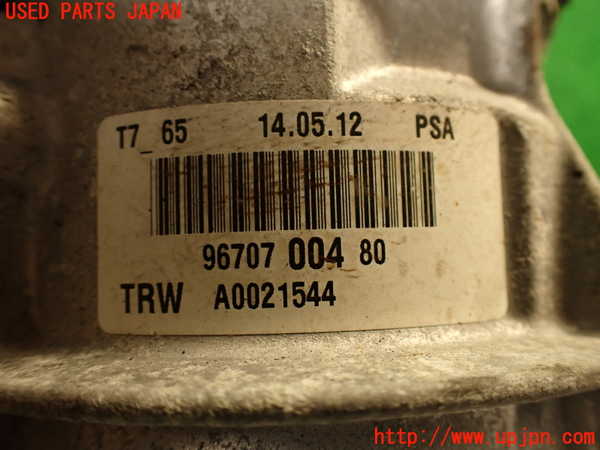 USED PARTS JAPAN
T7_65 14.05.12 PSA
96707 004 80
TRW A0021544
http://www.upjpn.com/